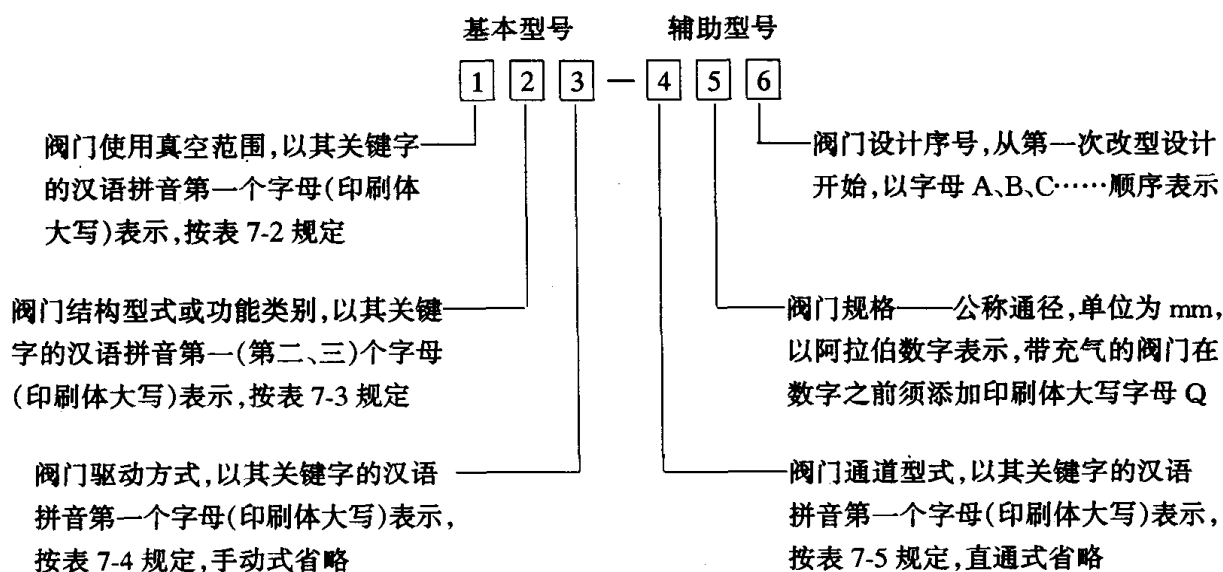 基本型号 辅助型号
1 2 3 — 4 5 6
阀门使用真空范围,以其关键字
的汉语拼音第一个字母(印刷体
大写)表示,按表 7-2 规定
阀门设计序号,从第一次改型设计
开始,以字母 A、B、C……顺序表示
阀门结构型式或功能类别,以其关键
字的汉语拼音第一(第二、三)个字母
(印刷体大写)表示,按表 7-3 规定
阀门规格——公称通径,单位为 mm,
以阿拉伯数字表示,带充气的阀门在
数字之前须添加印刷体大写字母 Q
阀门驱动方式,以其关键字的汉语
拼音第一个字母(印刷体大写)表示,
按表 7-4 规定,手动式省略
阀门通道型式,以其关键字的汉语
拼音第一个字母(印刷体大写)表示,
按表 7-5 规定,直通式省略